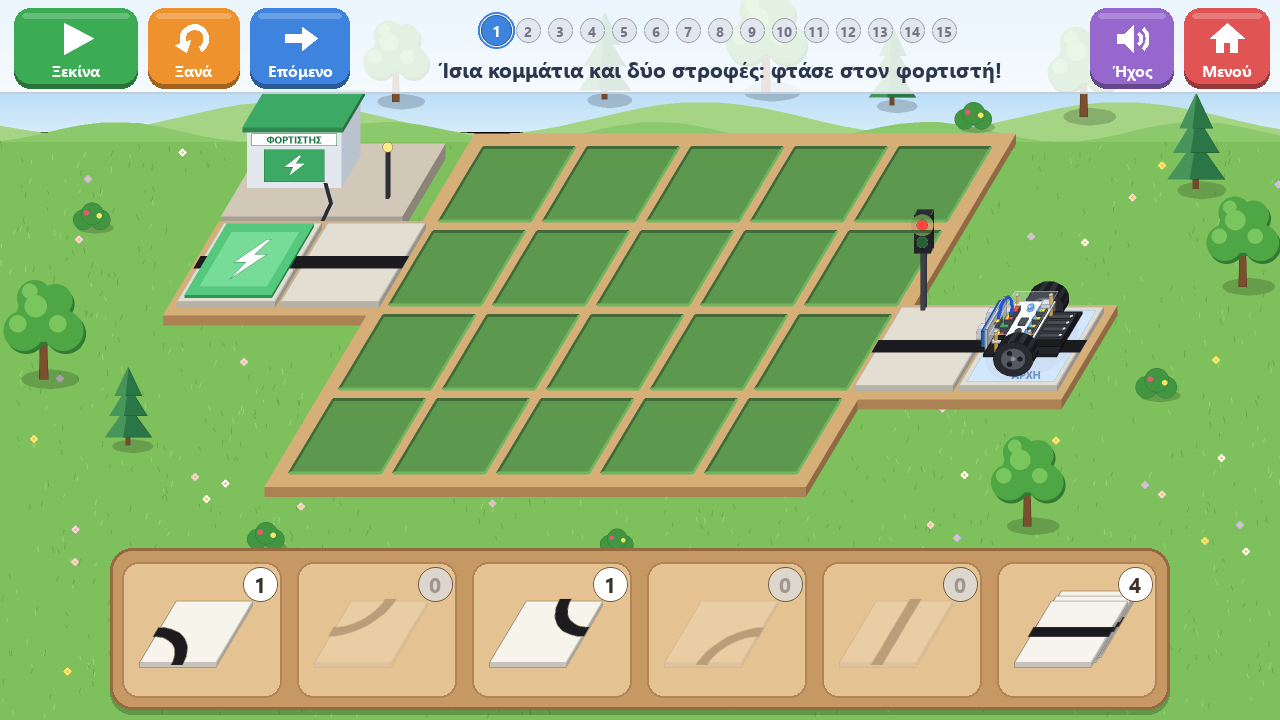 Ξεκίνα
Ξανά
Επόμενο
1 2 3 4 5 6 7 8 9 10 11 12 13 14 15
Ίσια κομμάτια και δύο στροφές: φτάσε στον φορτιστή!
Ήχος
Μενού
ΦΟΡΤΙΣΤΗΣ
ΑΡΧΗ
1 0 1 0 0 4